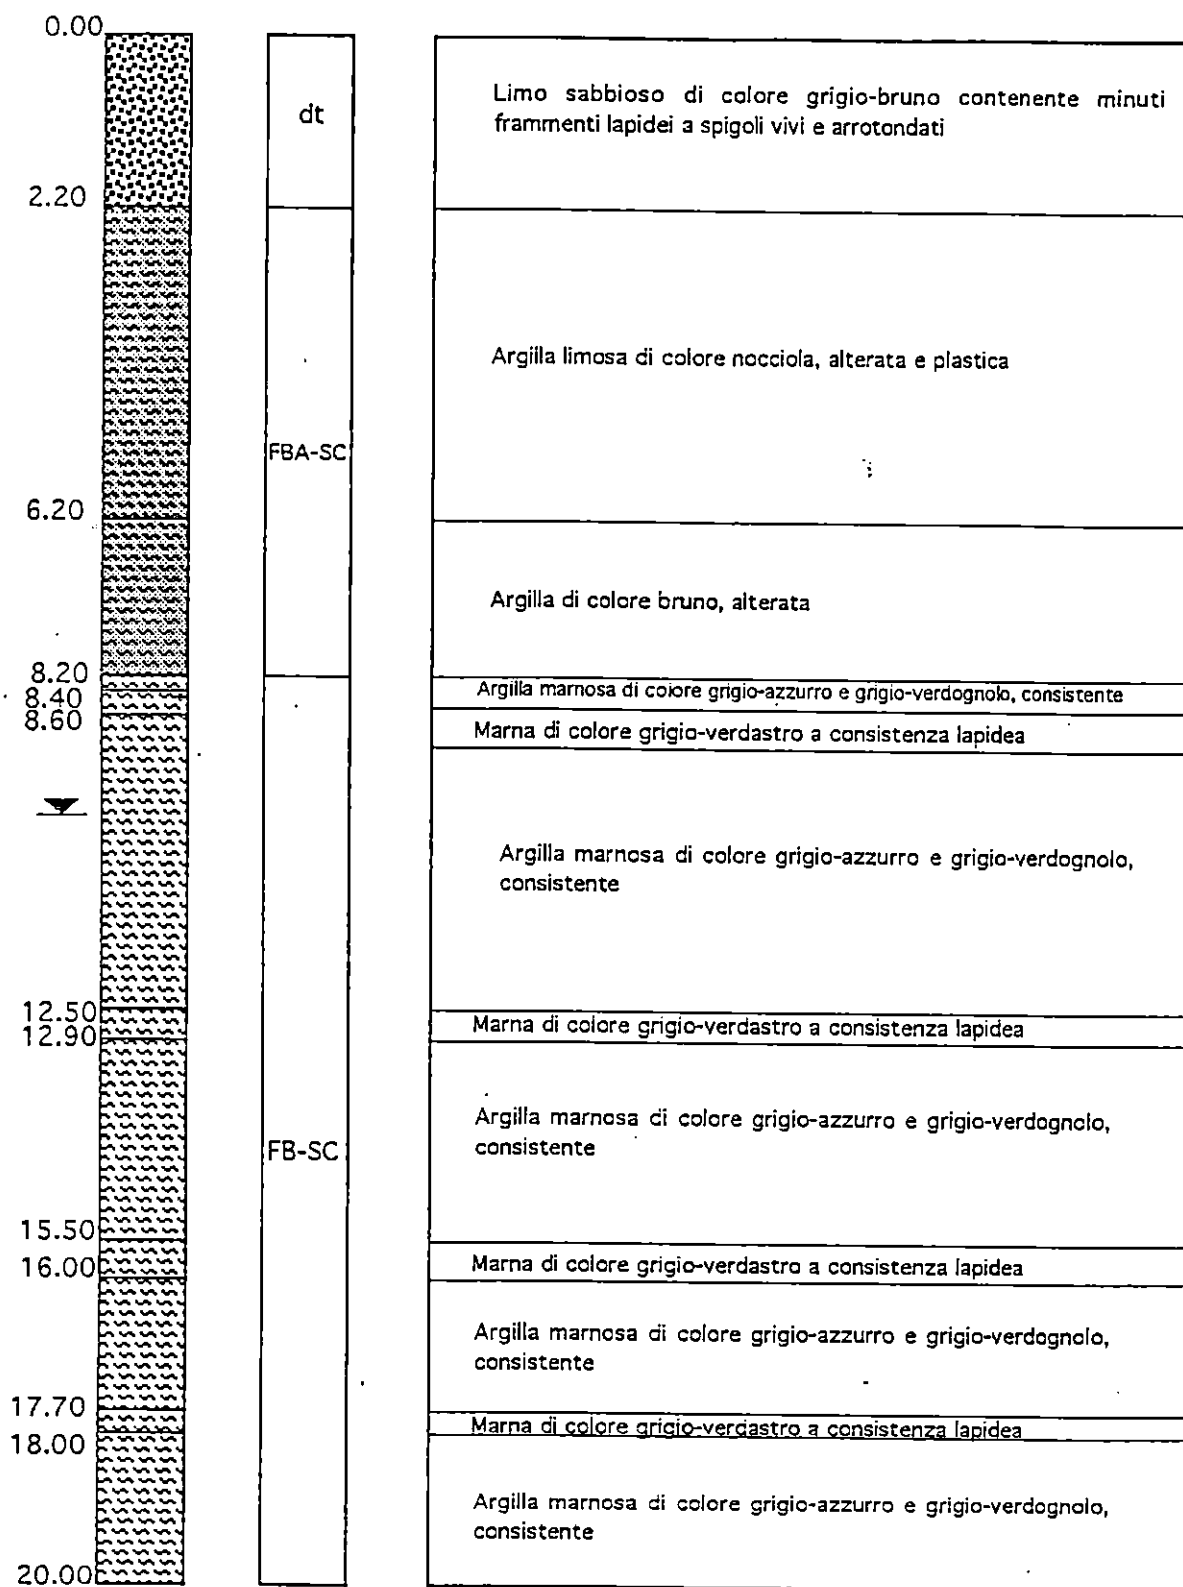 0.00
dt
Limo sabbioso di colore grigio-bruno contenente minuti
frammenti lapidei a spigoli vivi e arrotondati
2.20
Argilla limosa di colore nocciola, alterata e plastica
FBA-SC
6.20
Argilla di colore bruno, alterata
8.20
Argilla marnosa di colore grigio-azzurro e grigio-verdognolo, consistente
8.40
8.60
Marna di colore grigio-verdastro a consistenza lapidea
Argilla marnosa di colore grigio-azzurro e grigio-verdognolo,
consistente
12.50
Marna di colore grigio-verdastro a consistenza lapidea
12.90
Argilla marnosa di colore grigio-azzurro e grigio-verdognolo,
consistente
FB-SC
15.50
Marna di colore grigio-verdastro a consistenza lapidea
16.00
Argilla marnosa di colore grigio-azzurro e grigio-verdognolo,
consistente
17.70
Marna di colore grigio-verdastro a consistenza lapidea
18.00
Argilla marnosa di colore grigio-azzurro e grigio-verdognolo,
consistente
20.00